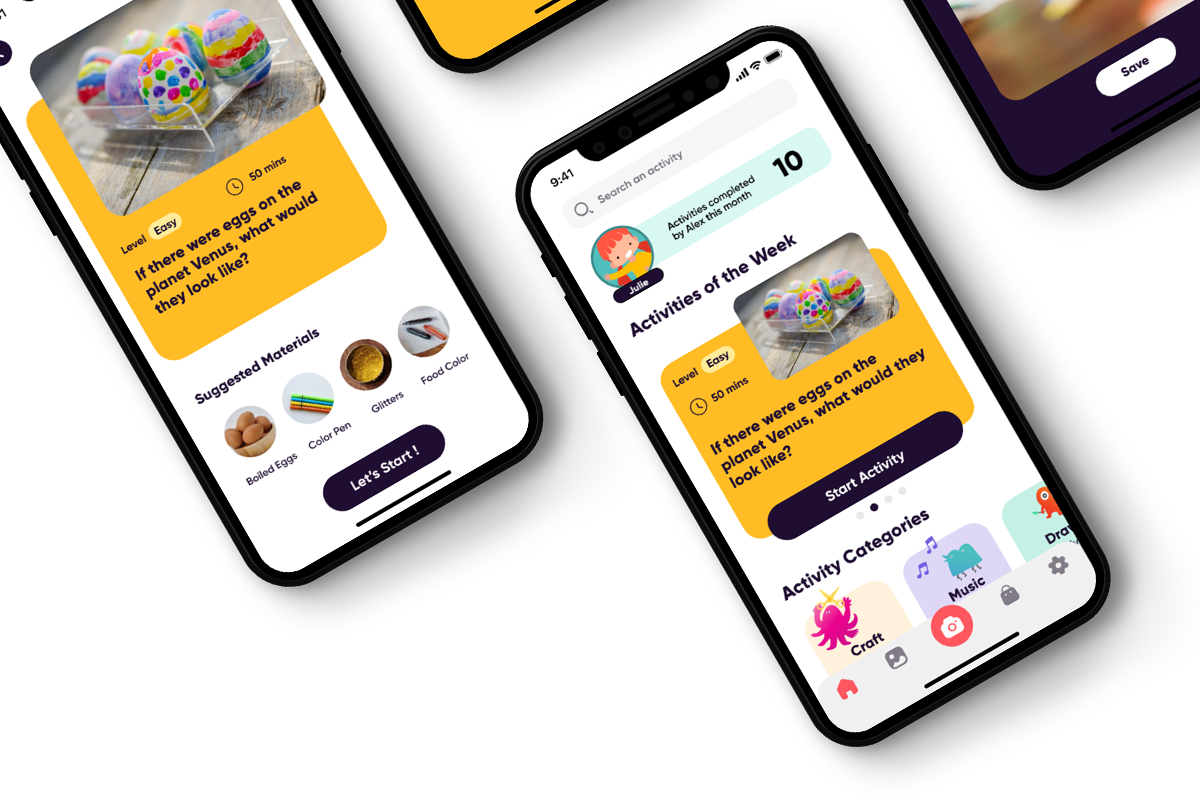 50 mins
Level Easy
If there were eggs on the
planet Venus, what would
they look like?
Suggested Materials
Boiled Eggs
Color Pen
Glitters
Food Color
Let's Start !
9:41
Search an activity
Activities completed
by Alex this month
10
Julie
Activities of the Week
Level Easy
50 mins
If there were eggs on the
planet Venus, what would they
look like?
Start Activity
Activity Categories
Craft
Music
Save